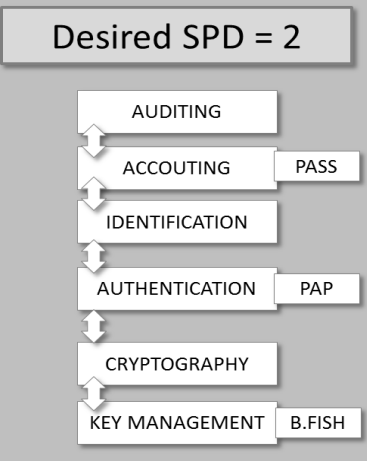 Desired SPD = 2
AUDITING
ACCOUTING PASS
IDENTIFICATION
AUTHENTICATION PAP
CRYPTOGRAPHY
KEY MANAGEMENT B.FISH